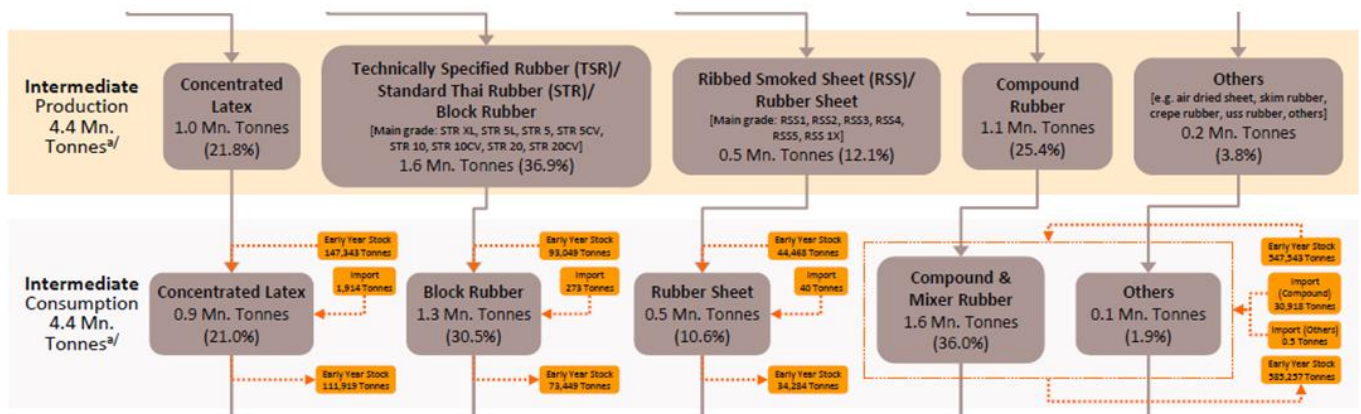 Intermediate
Production
4.4 Mn.
Tonnesᵃ/
Concentrated
Latex
1.0 Mn. Tonnes
(21.8%)
Technically Specified Rubber (TSR)/
Standard Thai Rubber (STR)/
Block Rubber
[Main grade: STR XL, STR 5L, STR 5, STR 5CV,
STR 10, STR 10CV, STR 20, STR 20CV]
1.6 Mn. Tonnes (36.9%)
Ribbed Smoked Sheet (RSS)/
Rubber Sheet
[Main grade: RSS1, RSS2, RSS3, RSS4,
RSS5, RSS 1X]
0.5 Mn. Tonnes (12.1%)
Compound
Rubber
1.1 Mn. Tonnes
(25.4%)
Others
[e.g. air dried sheet, skim rubber,
crepe rubber, uss rubber, others]
0.2 Mn. Tonnes
(3.8%)
Intermediate
Consumption
4.4 Mn.
Tonnesᵃ/
Early Year Stock
147,343 Tonnes
Import
1,914 Tonnes
Concentrated Latex
0.9 Mn. Tonnes
(21.0%)
Early Year Stock
111,919 Tonnes
Early Year Stock
93,049 Tonnes
Import
273 Tonnes
Block Rubber
1.3 Mn. Tonnes
(30.5%)
Early Year Stock
73,449 Tonnes
Early Year Stock
44,468 Tonnes
Import
40 Tonnes
Rubber Sheet
0.5 Mn. Tonnes
(10.6%)
Early Year Stock
34,284 Tonnes
Compound &
Mixer Rubber
1.6 Mn. Tonnes
(36.0%)
Others
0.1 Mn. Tonnes
(1.9%)
Early Year Stock
547,543 Tonnes
Import
(Compound)
30,918 Tonnes
Import (Others)
0.5 Tonnes
Early Year Stock
585,257 Tonnes